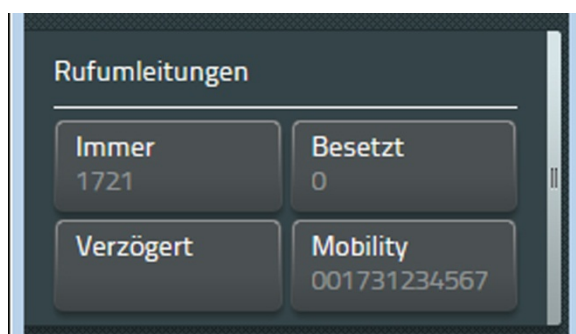 Rufumleitungen
Immer
1721
Besetzt
0
Verzögert
Mobility
001731234567